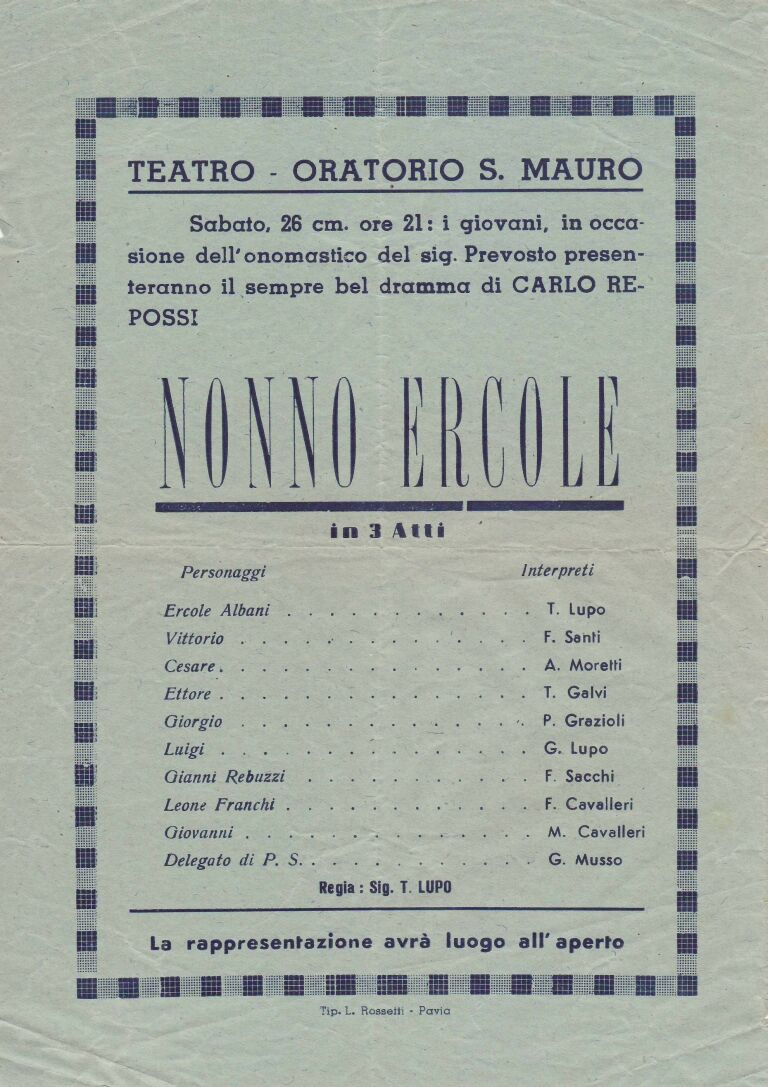 TEATRO - ORATORIO S. MAURO
Sabato, 26 cm. ore 21: i giovani, in occa-
sione dell'onomastico del sig. Prevosto presen-
teranno il sempre bel dramma di CARLO RE-
POSSI
NONNO ERCOLE
in 3 Atti
Personaggi Interpreti
Ercole Albani . . . . . . . . . . . . T. Lupo
Vittorio . . . . . . . . . . . . . . F. Santi
Cesare . . . . . . . . . . . . . . . A. Moretti
Ettore . . . . . . . . . . . . . . . T. Galvi
Giorgio . . . . . . . . . . . . . . P. Grazioli
Luigi . . . . . . . . . . . . . . . G. Lupo
Gianni Rebuzzi . . . . . . . . . . . F. Sacchi
Leone Franchi . . . . . . . . . . . . F. Cavalleri
Giovanni . . . . . . . . . . . . . . M. Cavalleri
Delegato di P. S. . . . . . . . . . . . G. Musso
Regia : Sig. T. LUPO
La rappresentazione avrà luogo all'aperto
Tip. L. Rossetti - Pavia